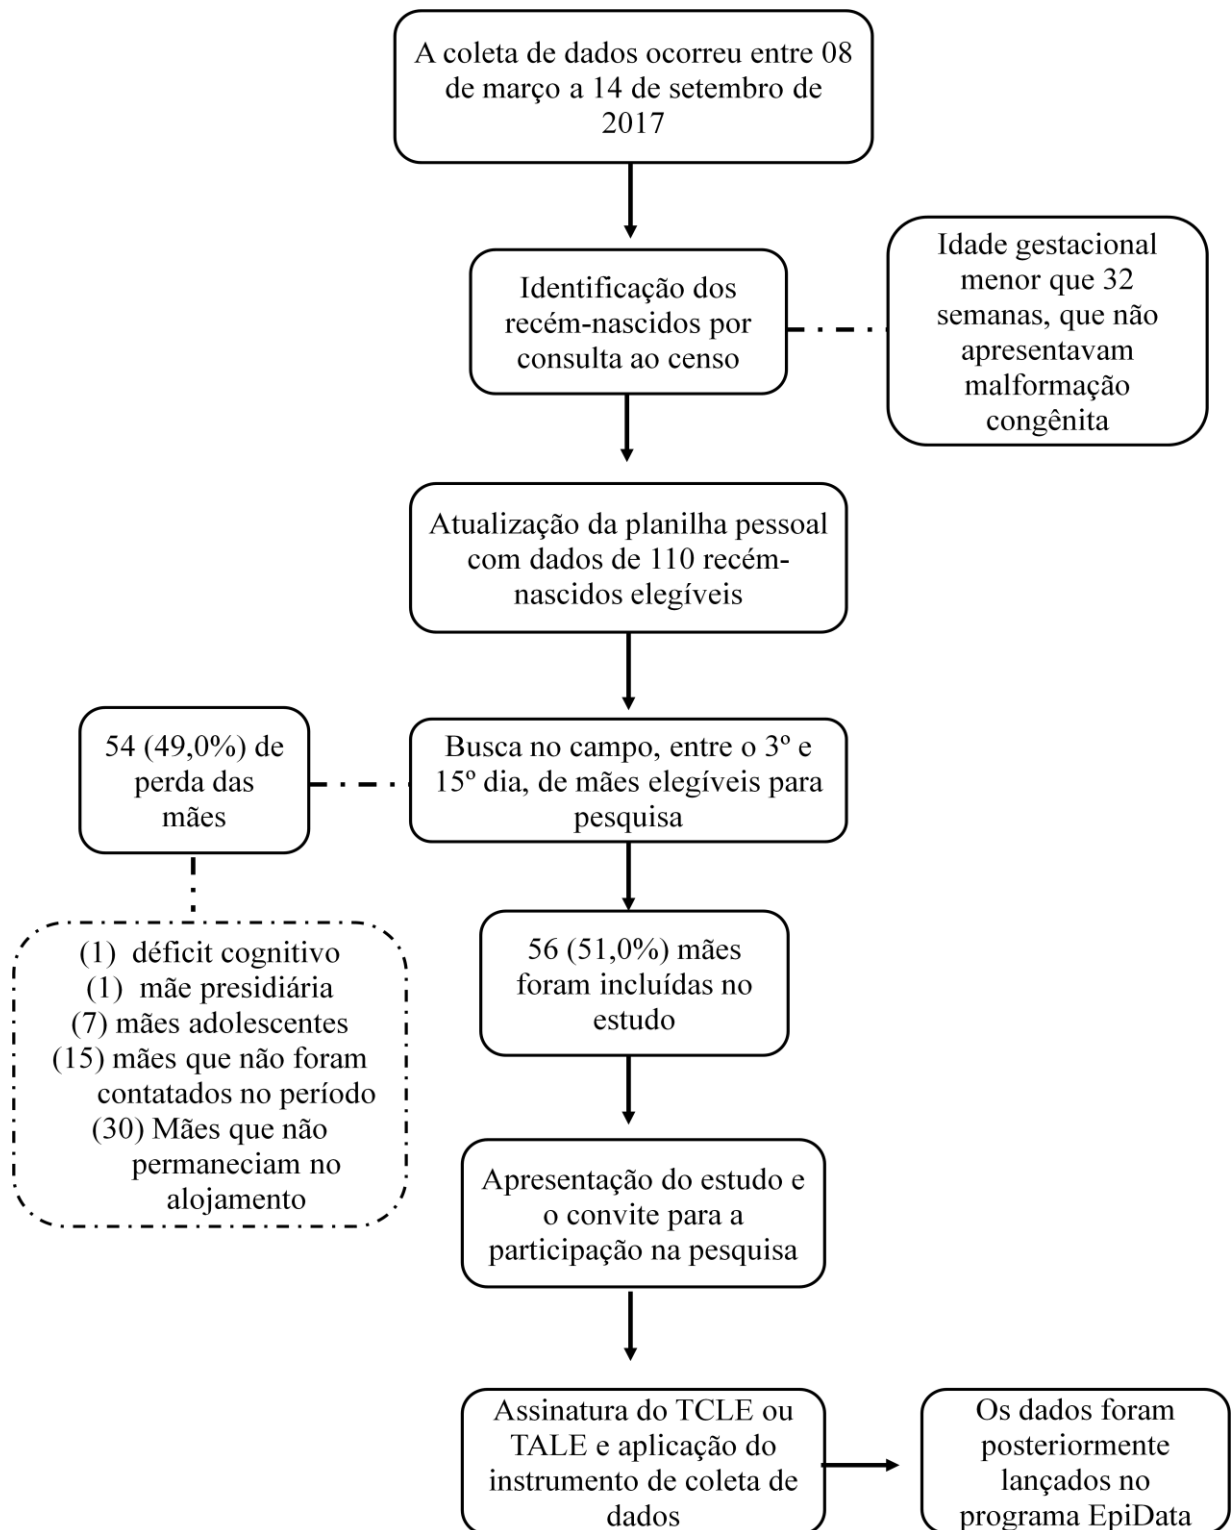 A coleta de dados ocorreu entre 08
de março a 14 de setembro de
2017
Identificação dos
recém-nascidos por
consulta ao censo
Idade gestacional
menor que 32
semanas, que não
apresentavam
malformação
congênita
Atualização da planilha pessoal
com dados de 110 recém-
nascidos elegíveis
54 (49,0%) de
perda das
mães
Busca no campo, entre o 3º e
15º dia, de mães elegíveis para
pesquisa
(1) déficit cognitivo
(1) mãe presidiária
(7) mães adolescentes
(15) mães que não foram
contatados no período
(30) Mães que não
permaneciam no
alojamento
56 (51,0%) mães
foram incluídas no
estudo
Apresentação do estudo e
o convite para a
participação na pesquisa
Assinatura do TCLE ou
TALE e aplicação do
instrumento de coleta de
dados
Os dados foram
posteriormente
lançados no
programa EpiData